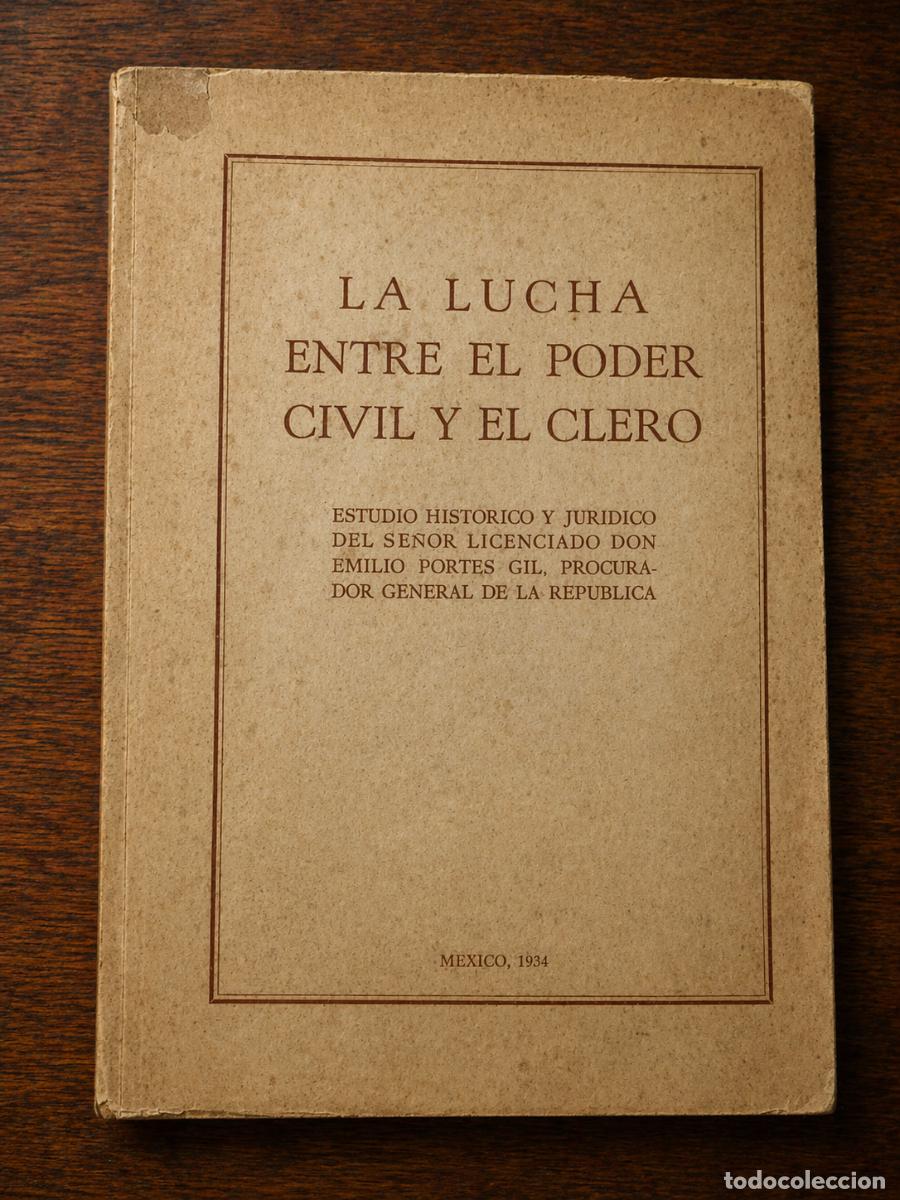 LA LUCHA
ENTRE EL PODER
CIVIL Y EL CLERO
ESTUDIO HISTORICO Y JURIDICO
DEL SEÑOR LICENCIADO DON
EMILIO PORTES GIL, PROCURA-
DOR GENERAL DE LA REPUBLICA
MEXICO, 1934
todocoleccion